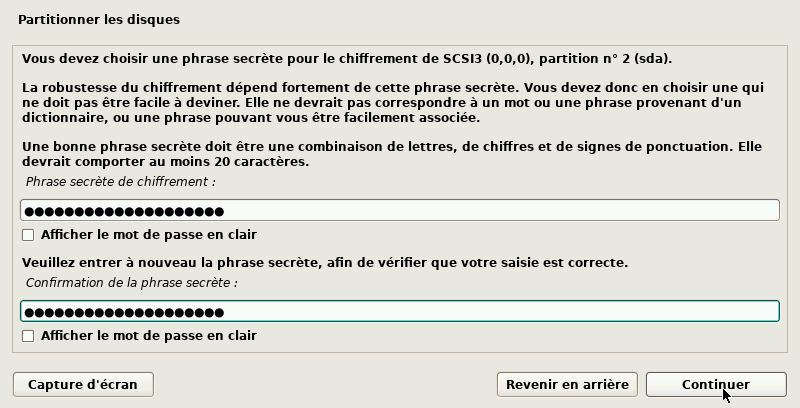 Partitionner les disques
Vous devez choisir une phrase secrète pour le chiffrement de SCSI3 (0,0,0), partition n° 2 (sda).
La robustesse du chiffrement dépend fortement de cette phrase secrète. Vous devez donc en choisir une qui
ne doit pas être facile à deviner. Elle ne devrait pas correspondre à un mot ou une phrase provenant d'un
dictionnaire, ou une phrase pouvant vous être facilement associée.
Une bonne phrase secrète doit être une combinaison de lettres, de chiffres et de signes de ponctuation. Elle
devrait comporter au moins 20 caractères.
Phrase secrète de chiffrement :
●●●●●●●●●●●●●●●●●●●●
Afficher le mot de passe en clair
Veuillez entrer à nouveau la phrase secrète, afin de vérifier que votre saisie est correcte.
Confirmation de la phrase secrète :
●●●●●●●●●●●●●●●●●●●●
Afficher le mot de passe en clair
Capture d'écran
Revenir en arrière
Continuer